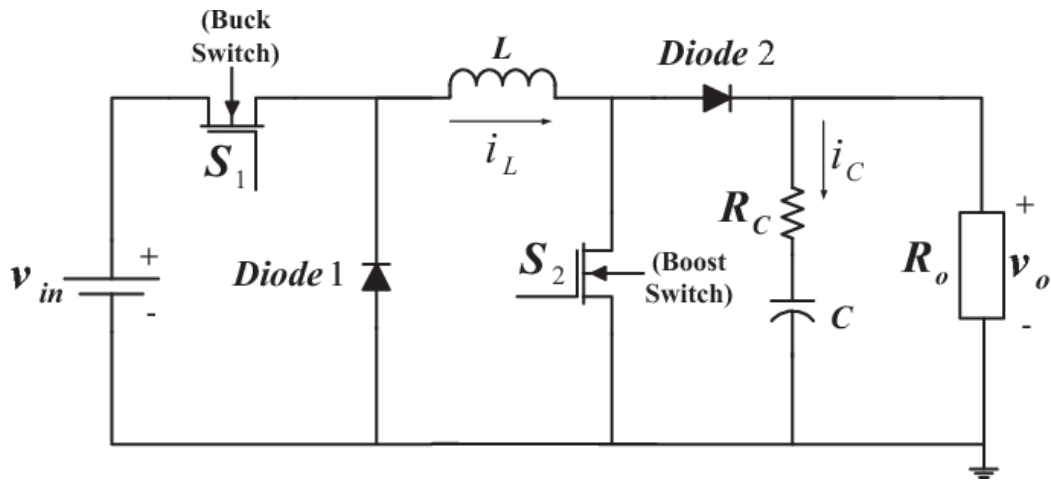 (Buck
Switch)
S1
L
iL
Diode 2
iC
RC
C
vin
+
-
Diode 1
S2
(Boost
Switch)
Ro
+
vo
-